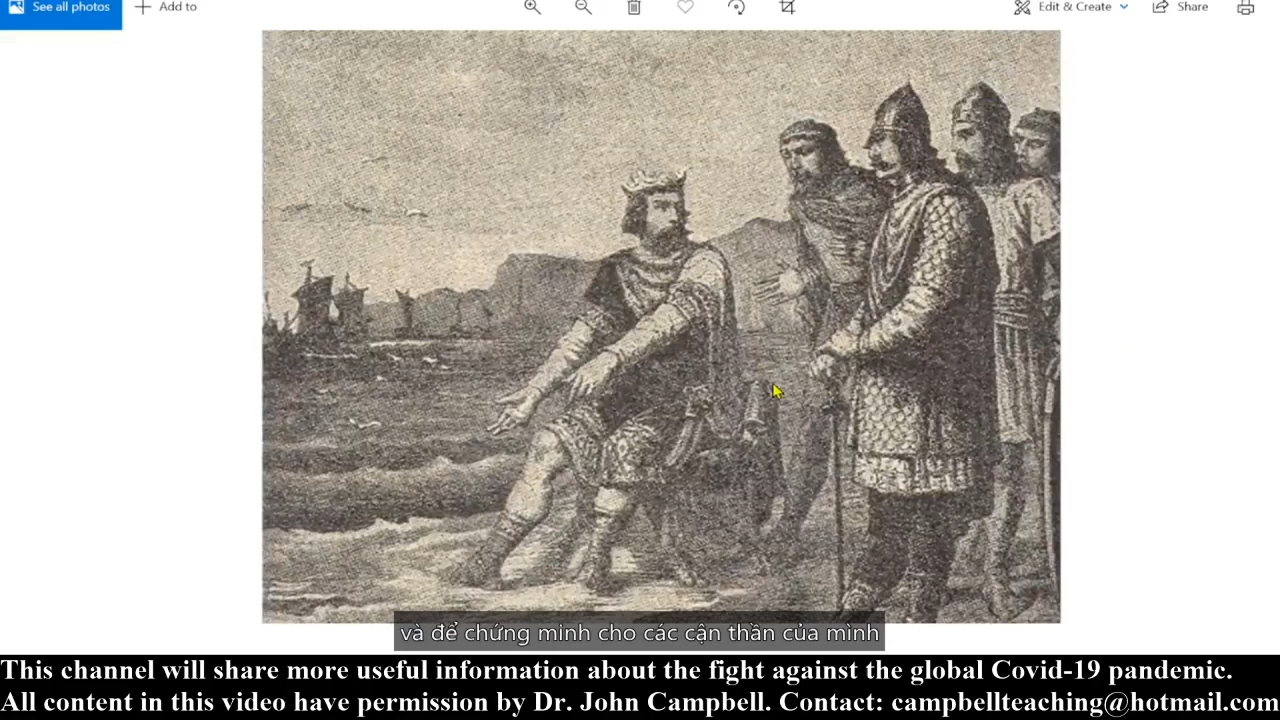 See all photos
Add to
Edit & Create
Share
và để chứng minh cho các cận thần của mình
This channel will share more useful information about the fight against the global Covid-19 pandemic.
All content in this video have permission by Dr. John Campbell. Contact: campbellteaching@hotmail.com